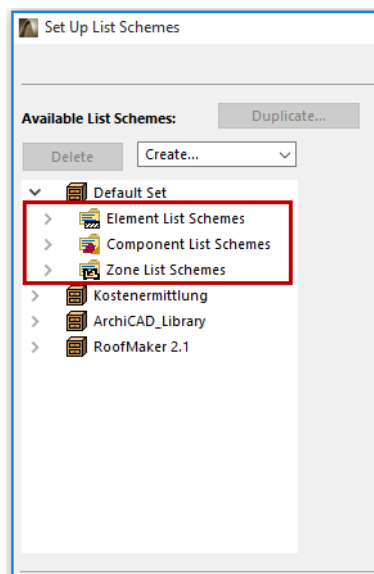 Set Up List Schemes
Available List Schemes:
Duplicate...
Delete
Create...
Default Set
Element List Schemes
Component List Schemes
Zone List Schemes
Kostenermittlung
ArchiCAD_Library
RoofMaker 2.1